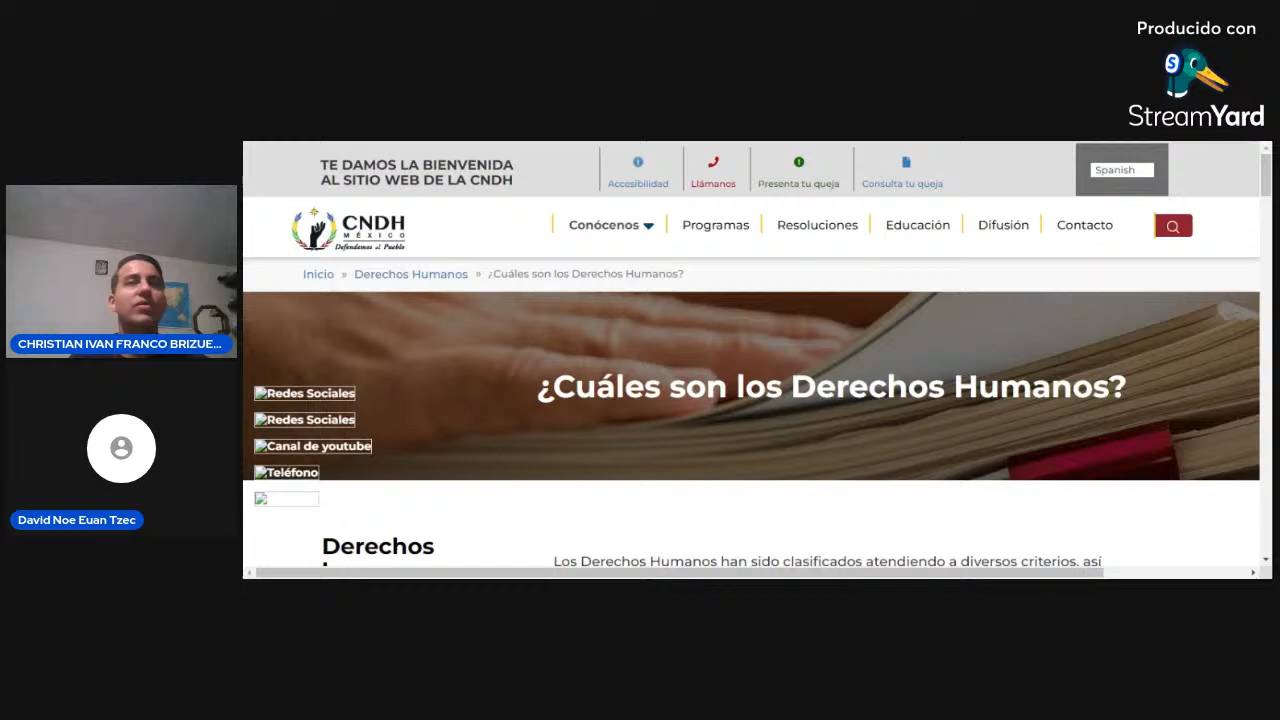 Producido con
StreamYard
TE DAMOS LA BIENVENIDA
AL SITIO WEB DE LA CNDH
Accesibilidad
Llámanos
Presenta tu queja
Consulta tu queja
Spanish
CNDH
MÉXICO
Defendemos al Pueblo
Conócenos
Programas
Resoluciones
Educación
Difusión
Contacto
Inicio » Derechos Humanos » ¿Cuáles son los Derechos Humanos?
¿Cuáles son los Derechos Humanos?
Redes Sociales
Redes Sociales
Canal de youtube
Teléfono
CHRISTIAN IVAN FRANCO BRIZUE...
David Noe Euan Tzec
Derechos
Los Derechos Humanos han sido clasificados atendiendo a diversos criterios, así